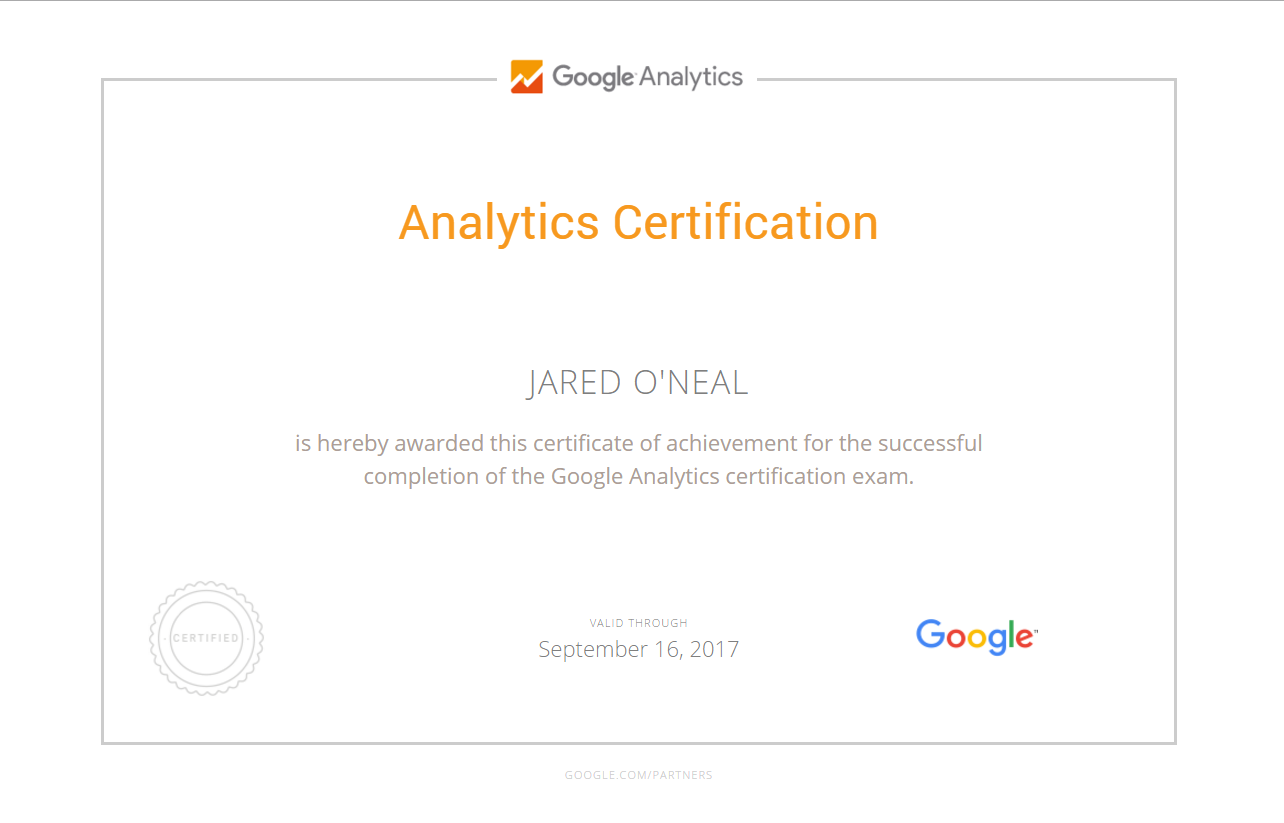 Google Analytics
Analytics Certification
JARED O'NEAL
is hereby awarded this certificate of achievement for the successful
completion of the Google Analytics certification exam.
· CERTIFIED ·
VALID THROUGH
September 16, 2017
Google™
GOOGLE.COM/PARTNERS